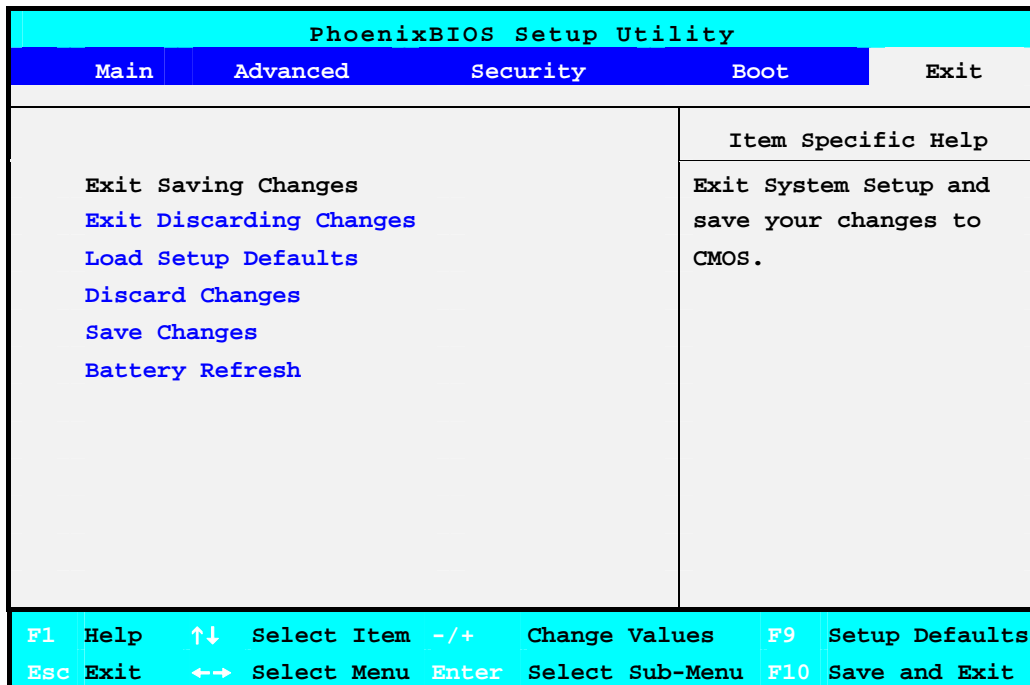 PhoenixBIOS Setup Utility
Main Advanced Security Boot Exit
Item Specific Help
Exit Saving Changes
Exit Discarding Changes
Load Setup Defaults
Discard Changes
Save Changes
Battery Refresh
Exit System Setup and
save your changes to
CMOS.
F1 Help ↑↓ Select Item -/+ Change Values F9 Setup Defaults
Esc Exit ←→ Select Menu Enter Select Sub-Menu F10 Save and Exit